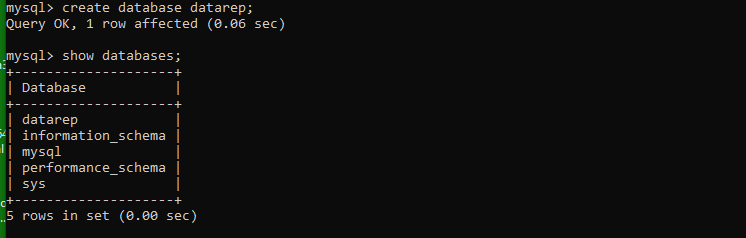 mysql> create database datarep;
Query OK, 1 row affected (0.06 sec)
mysql> show databases;
+--------------------+
| Database           |
+--------------------+
| datarep            |
| information_schema |
| mysql              |
| performance_schema |
| sys                |
+--------------------+
5 rows in set (0.00 sec)